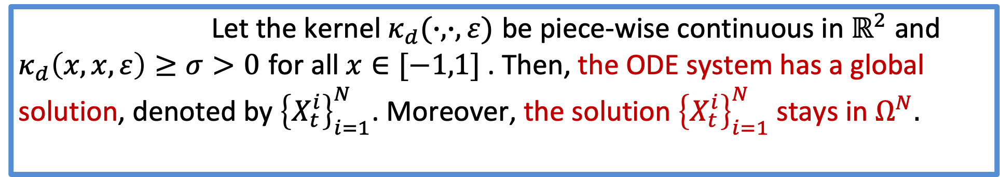 Let the kernel κ_d(·,·, ε) be piece-wise continuous in ℝ² and
κ_d(x, x, ε) ≥ σ > 0 for all x ∈ [−1,1] . Then, the ODE system has a global
solution, denoted by {X_t^i}_{i=1}^N. Moreover, the solution {X_t^i}_{i=1}^N stays in Ω^N.